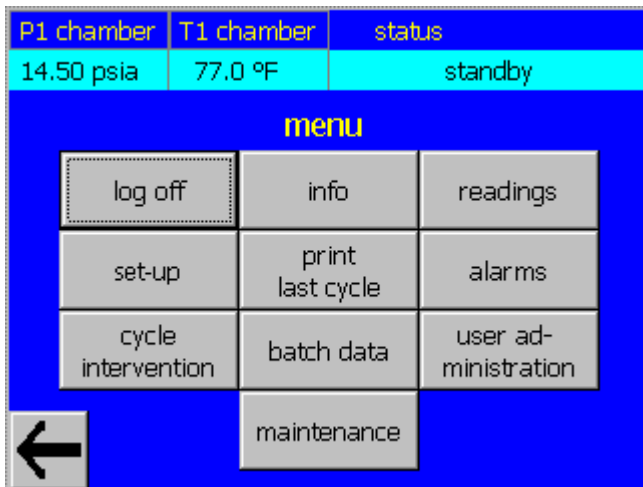 P1 chamber T1 chamber status
14.50 psia 77.0 ºF standby
menu
log off info readings
set-up print last cycle alarms
cycle intervention batch data user ad-ministration
maintenance